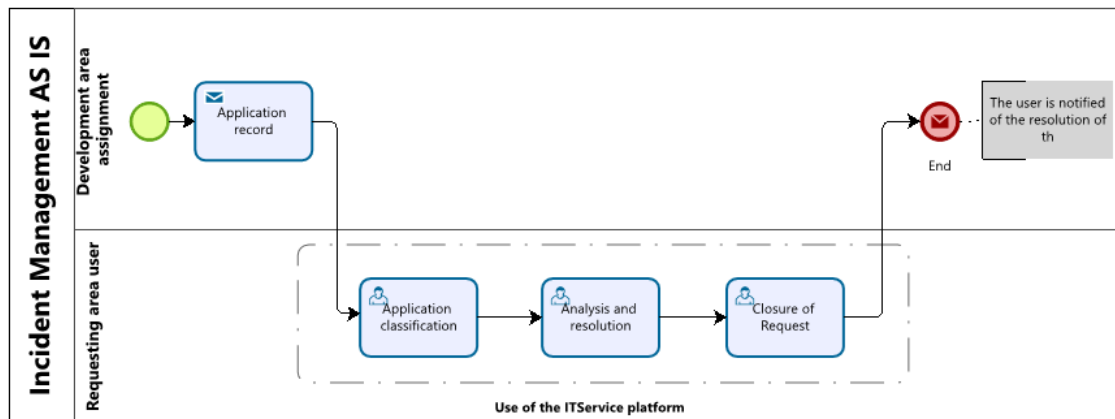 Incident Management AS IS
Development area
assignment
Application
record
End
The user is notified
of the resolution of
th
Requesting area user
Application
classification
Analysis and
resolution
Closure of
Request
Use of the ITService platform